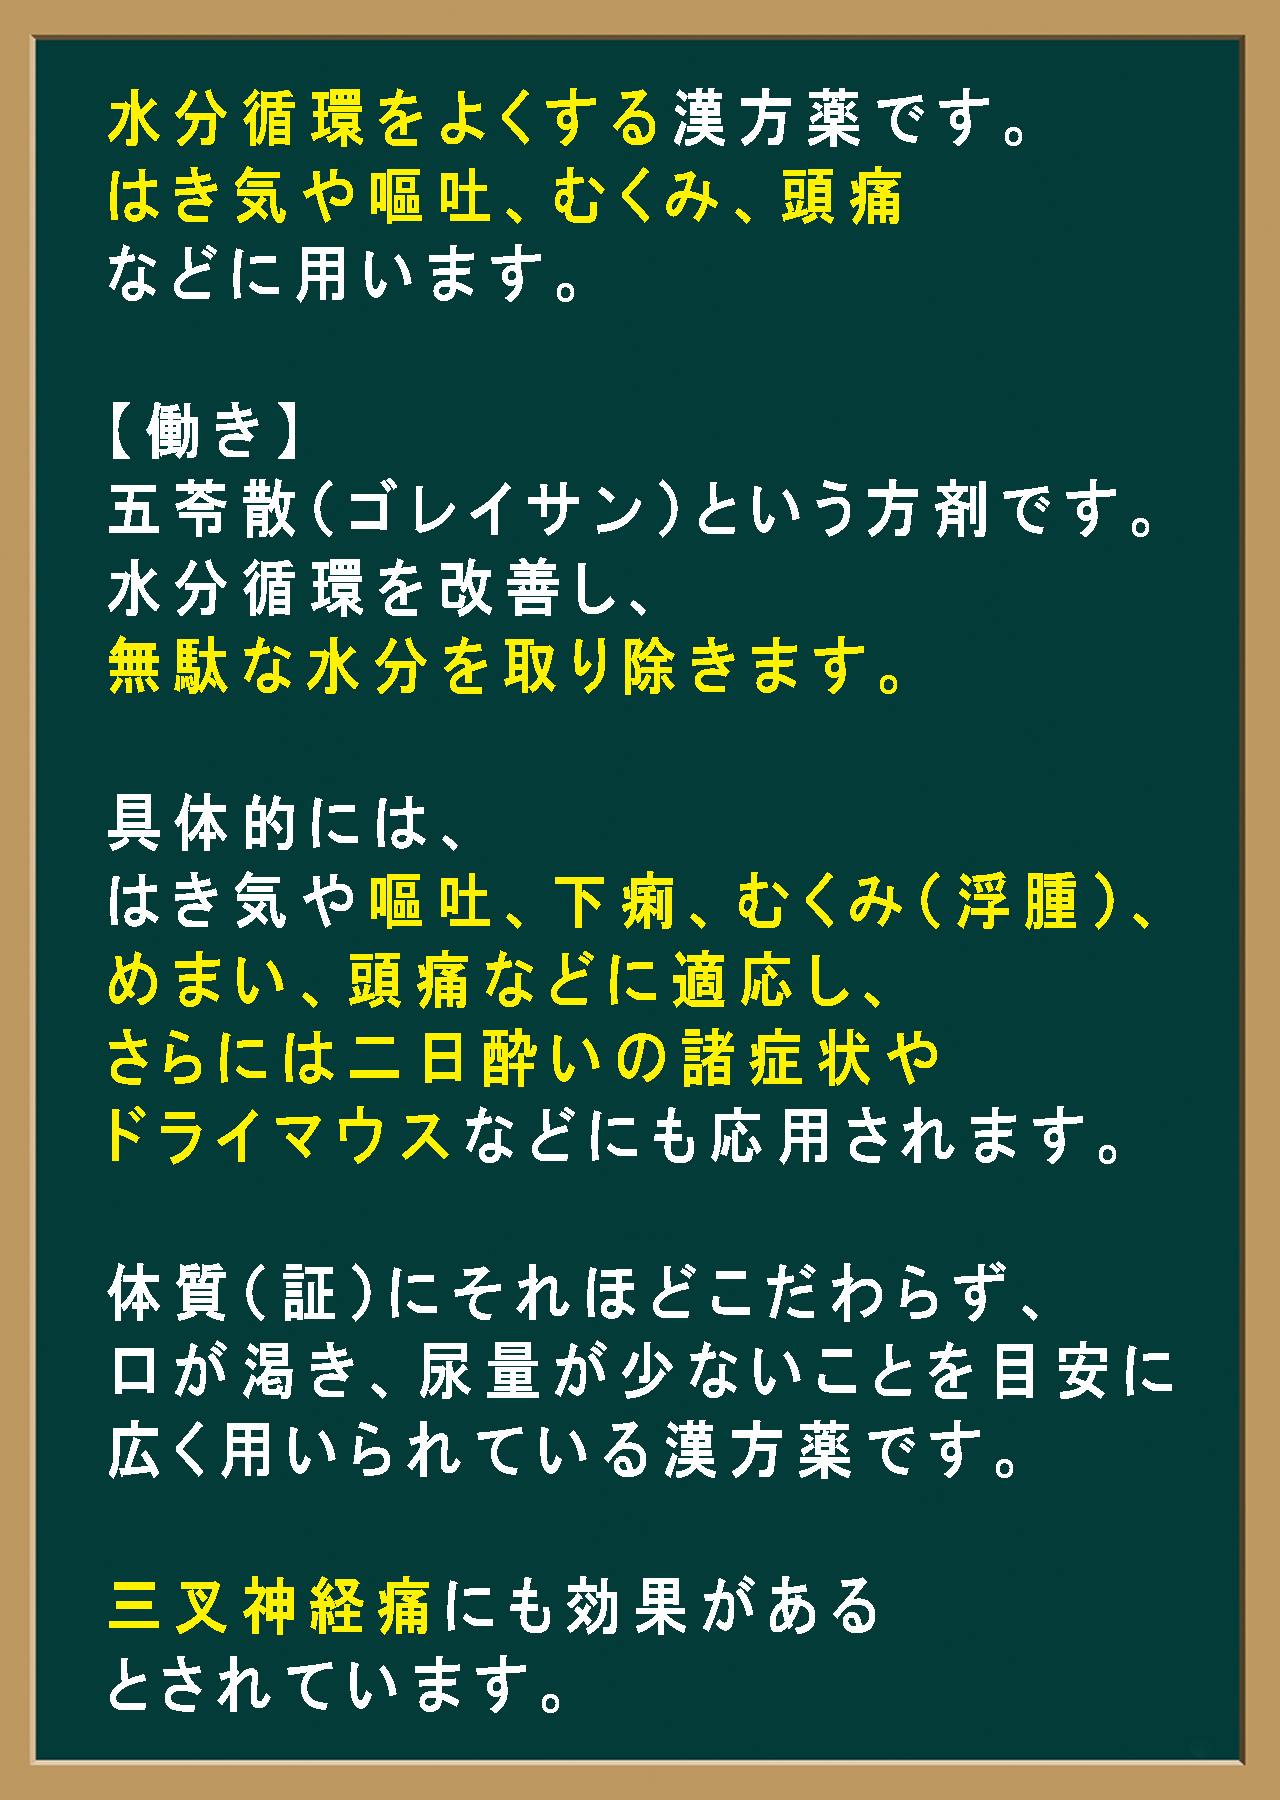 水分循環をよくする漢方薬です。
はき気や嘔吐、むくみ、頭痛
などに用います。
【働き】
五苓散(ゴレイサン)という方剤です。
水分循環を改善し、
無駄な水分を取り除きます。
具体的には、
はき気や嘔吐、下痢、むくみ(浮腫)、
めまい、頭痛などに適応し、
さらには二日酔いの諸症状や
ドライマウスなどにも応用されます。
体質(証)にそれほどこだわらず、
口が渇き、尿量が少ないことを目安に
広く用いられている漢方薬です。
三叉神経痛にも効果がある
とされています。